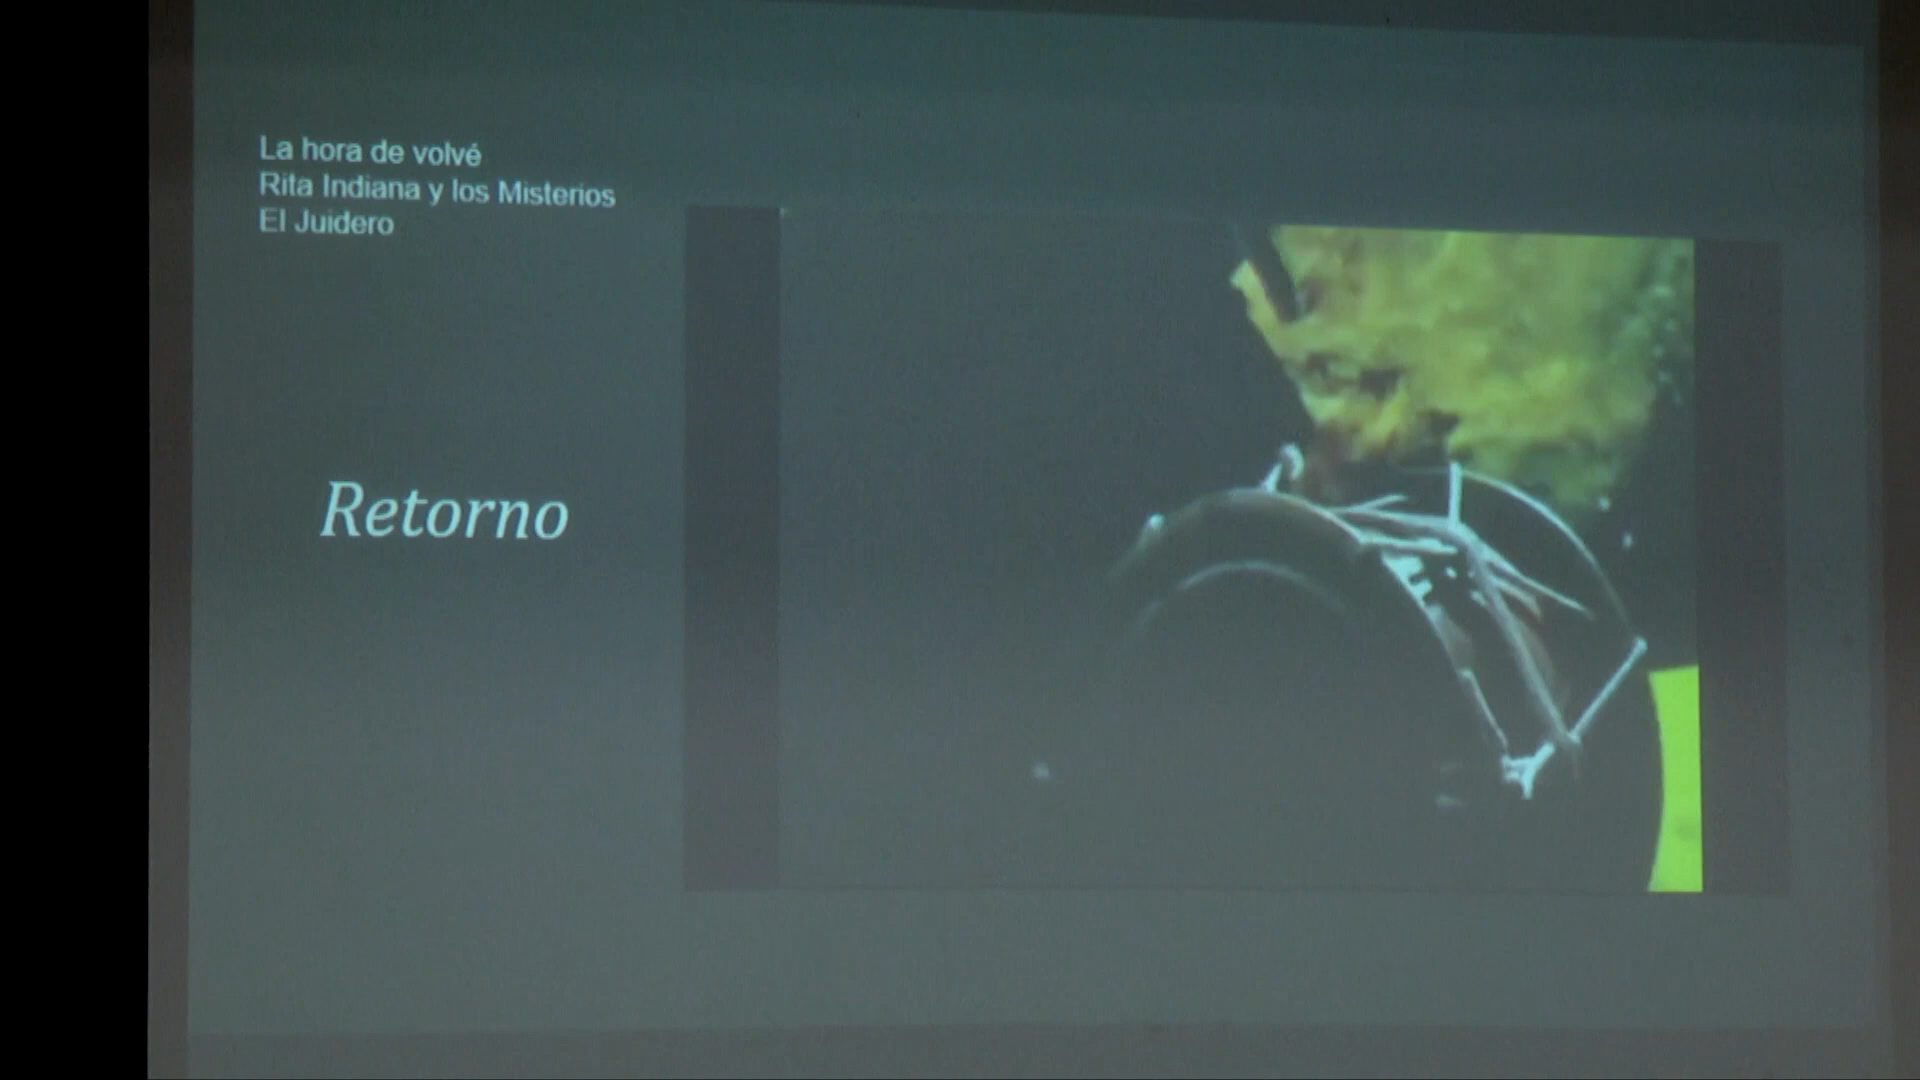 La hora de volvé
Rita Indiana y los Misterios
El Juidero
Retorno